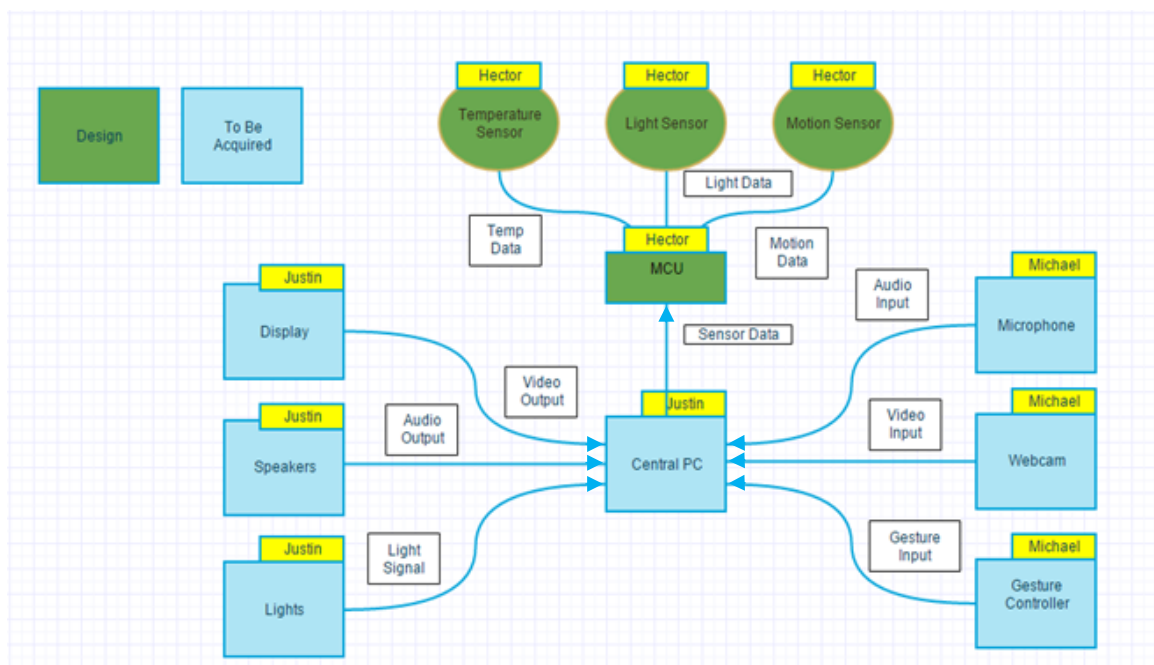 Hector
Hector
Hector
Design
To Be
Acquired
Temperature
Sensor
Light Sensor
Motion Sensor
Light Data
Temp
Data
Hector
MCU
Motion
Data
Justin
Display
Michael
Microphone
Audio
Input
Sensor Data
Video
Output
Justin
Speakers
Audio
Output
Justin
Central PC
Video
Input
Michael
Webcam
Justin
Lights
Light
Signal
Gesture
Input
Michael
Gesture
Controller